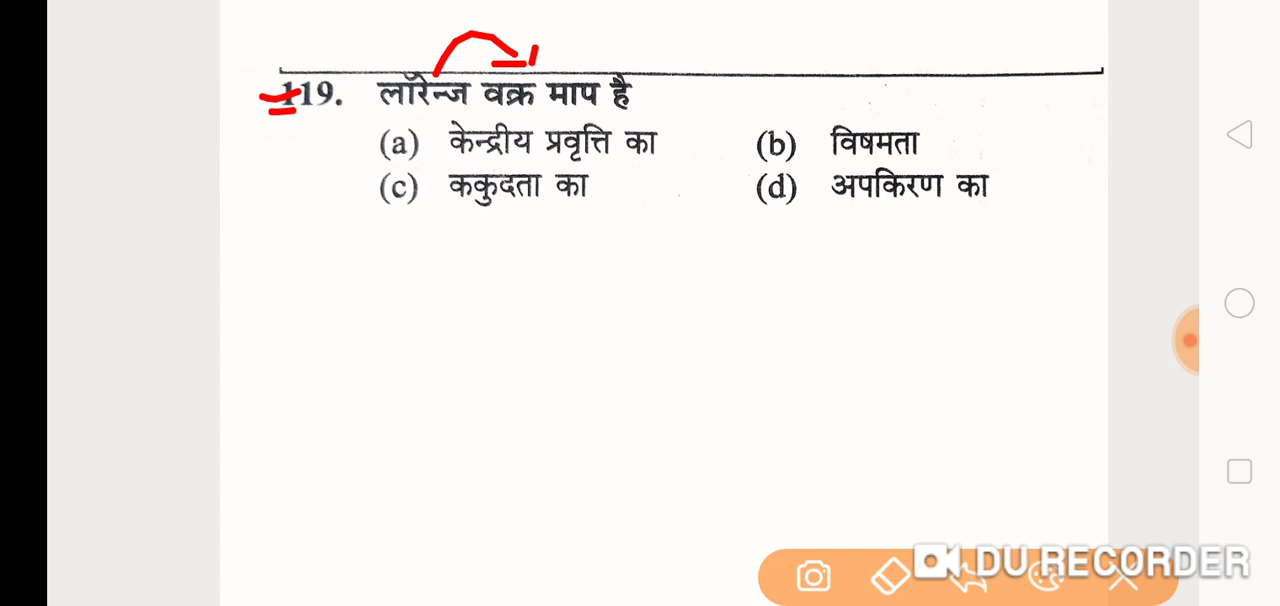 119. लॉरेन्ज वक्र माप है
(a) केन्द्रीय प्रवृत्ति का (b) विषमता
(c) ककुदता का (d) अपकिरण का
DU RECORDER